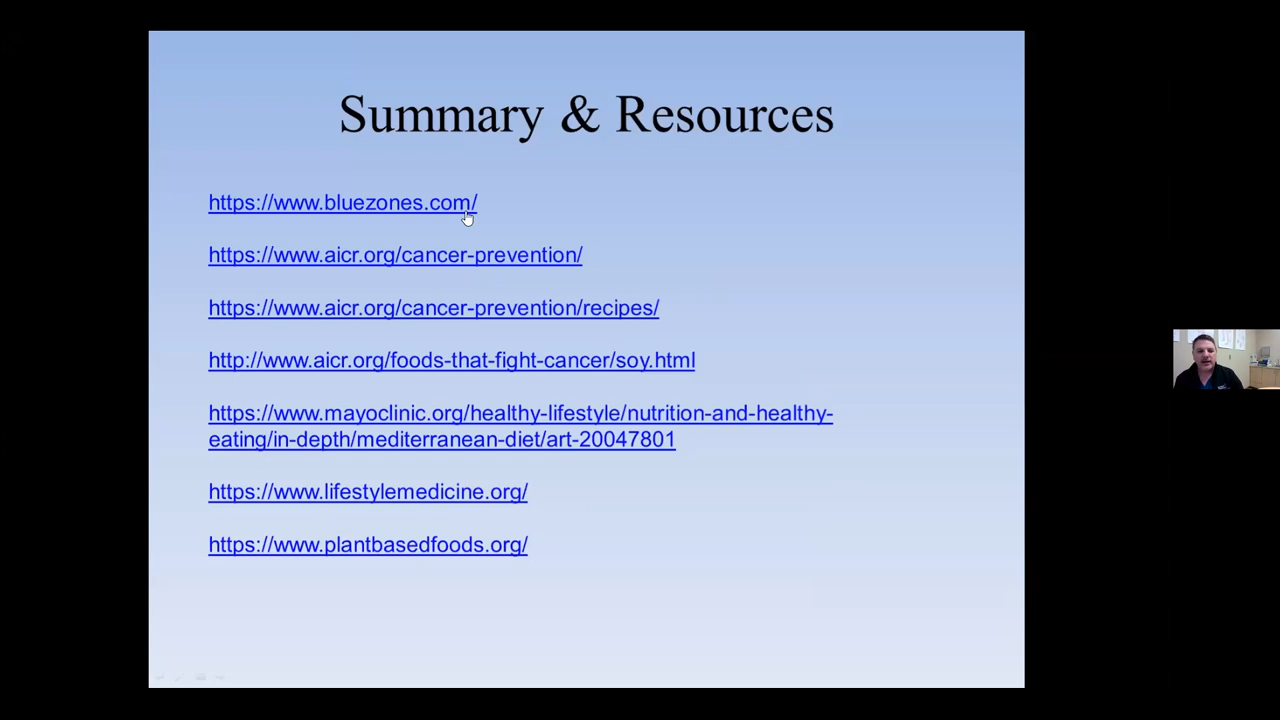 Summary & Resources
https://www.bluezones.com/
https://www.aicr.org/cancer-prevention/
https://www.aicr.org/cancer-prevention/recipes/
http://www.aicr.org/foods-that-fight-cancer/soy.html
https://www.mayoclinic.org/healthy-lifestyle/nutrition-and-healthy-
eating/in-depth/mediterranean-diet/art-20047801
https://www.lifestylemedicine.org/
https://www.plantbasedfoods.org/